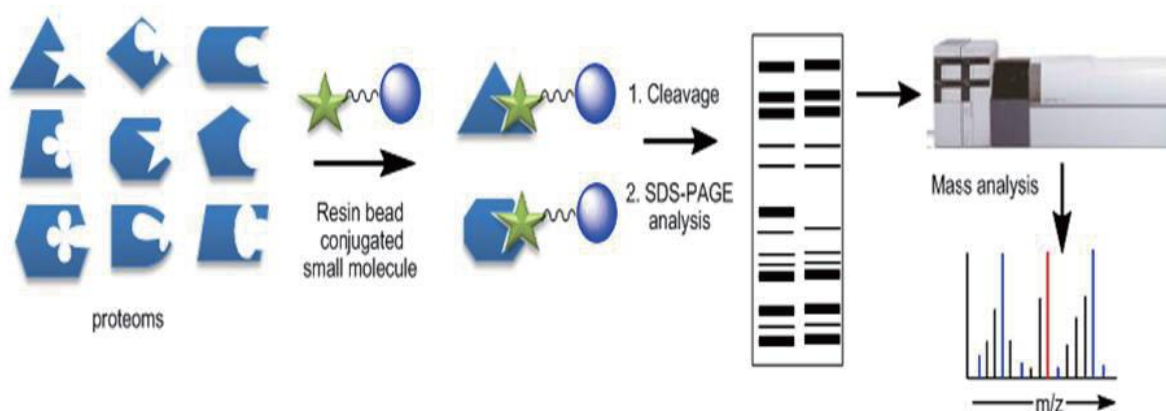 proteoms
Resin bead
conjugated
small molecule
1. Cleavage
2. SDS-PAGE
analysis
Mass analysis
m/z